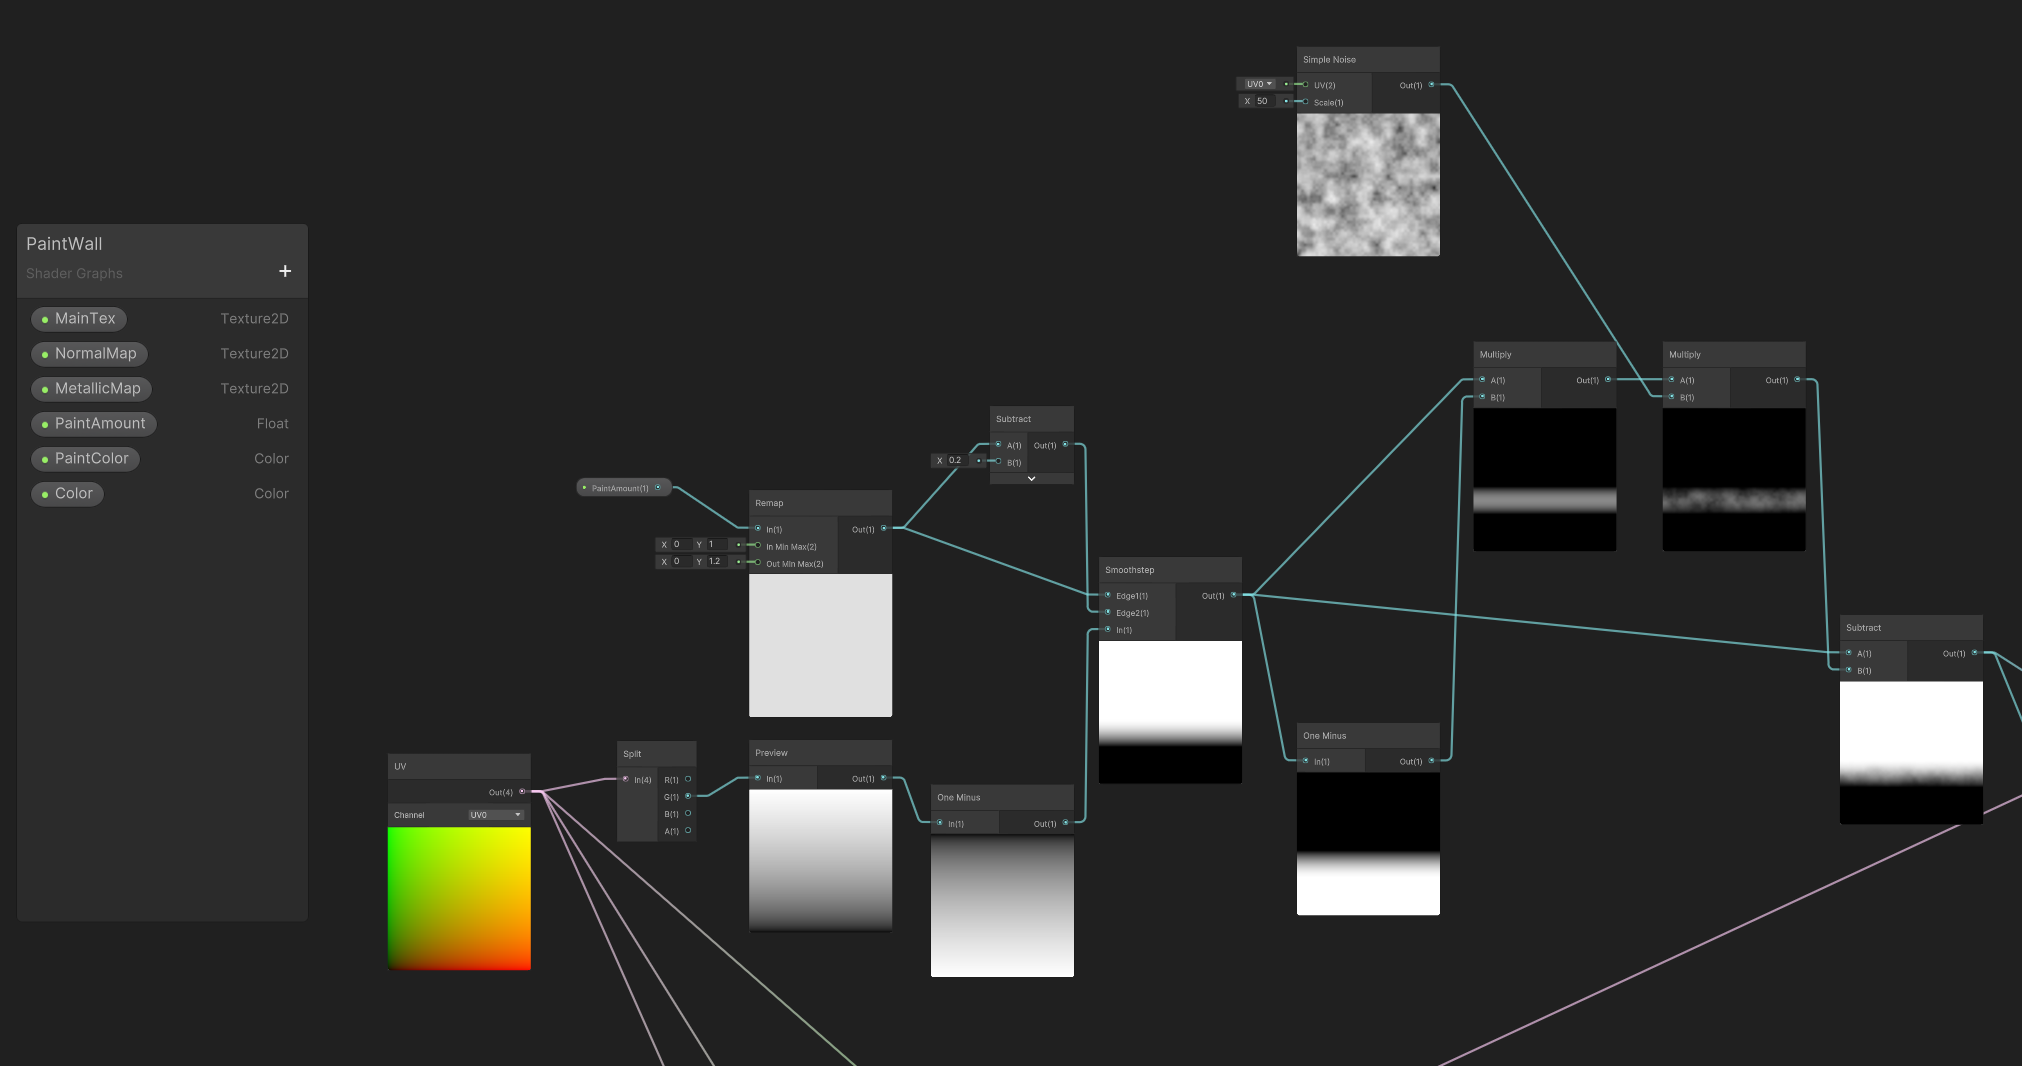 PaintWall
Shader Graphs
+
MainTex Texture2D
NormalMap Texture2D
MetallicMap Texture2D
PaintAmount Float
PaintColor Color
Color Color
Simple Noise
UV0 UV(2) Out(1)
X 50 Scale(1)
Multiply
A(1) Out(1)
B(1)
Multiply
A(1) Out(1)
B(1)
Subtract
A(1) Out(1)
X 0.2 B(1)
PaintAmount(1)
Remap
In(1) Out(1)
X 0 Y 1 In Min Max(2)
X 0 Y 1.2 Out Min Max(2)
Smoothstep
Edge1(1) Out(1)
Edge2(1)
In(1)
Subtract
A(1) Out(1)
B(1)
One Minus
In(1) Out(1)
UV
Out(4)
Channel UV0
Split
In(4) R(1)
G(1)
B(1)
A(1)
Preview
In(1) Out(1)
One Minus
In(1) Out(1)